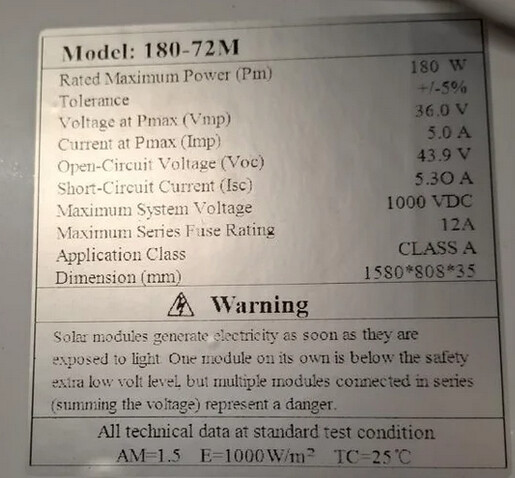 Model: 180-72M
Rated Maximum Power (Pm) 180 W
Tolerance +/-5%
Voltage at Pmax (Vmp) 36.0 V
Current at Pmax (Imp) 5.0 A
Open-Circuit Voltage (Voc) 43.9 V
Short-Circuit Current (Isc) 5.3O A
Maximum System Voltage 1000 VDC
Maximum Series Fuse Rating 12A
Application Class CLASS A
Dimension (mm) 1580*808*35
Warning
Solar modules generate electricity as soon as they are
exposed to light. One module on its own is below the safety
extra low volt level, but multiple modules connected in series
(summing the voltage) represent a danger.
All technical data at standard test condition
AM=1.5 E=1000W/m² TC=25℃